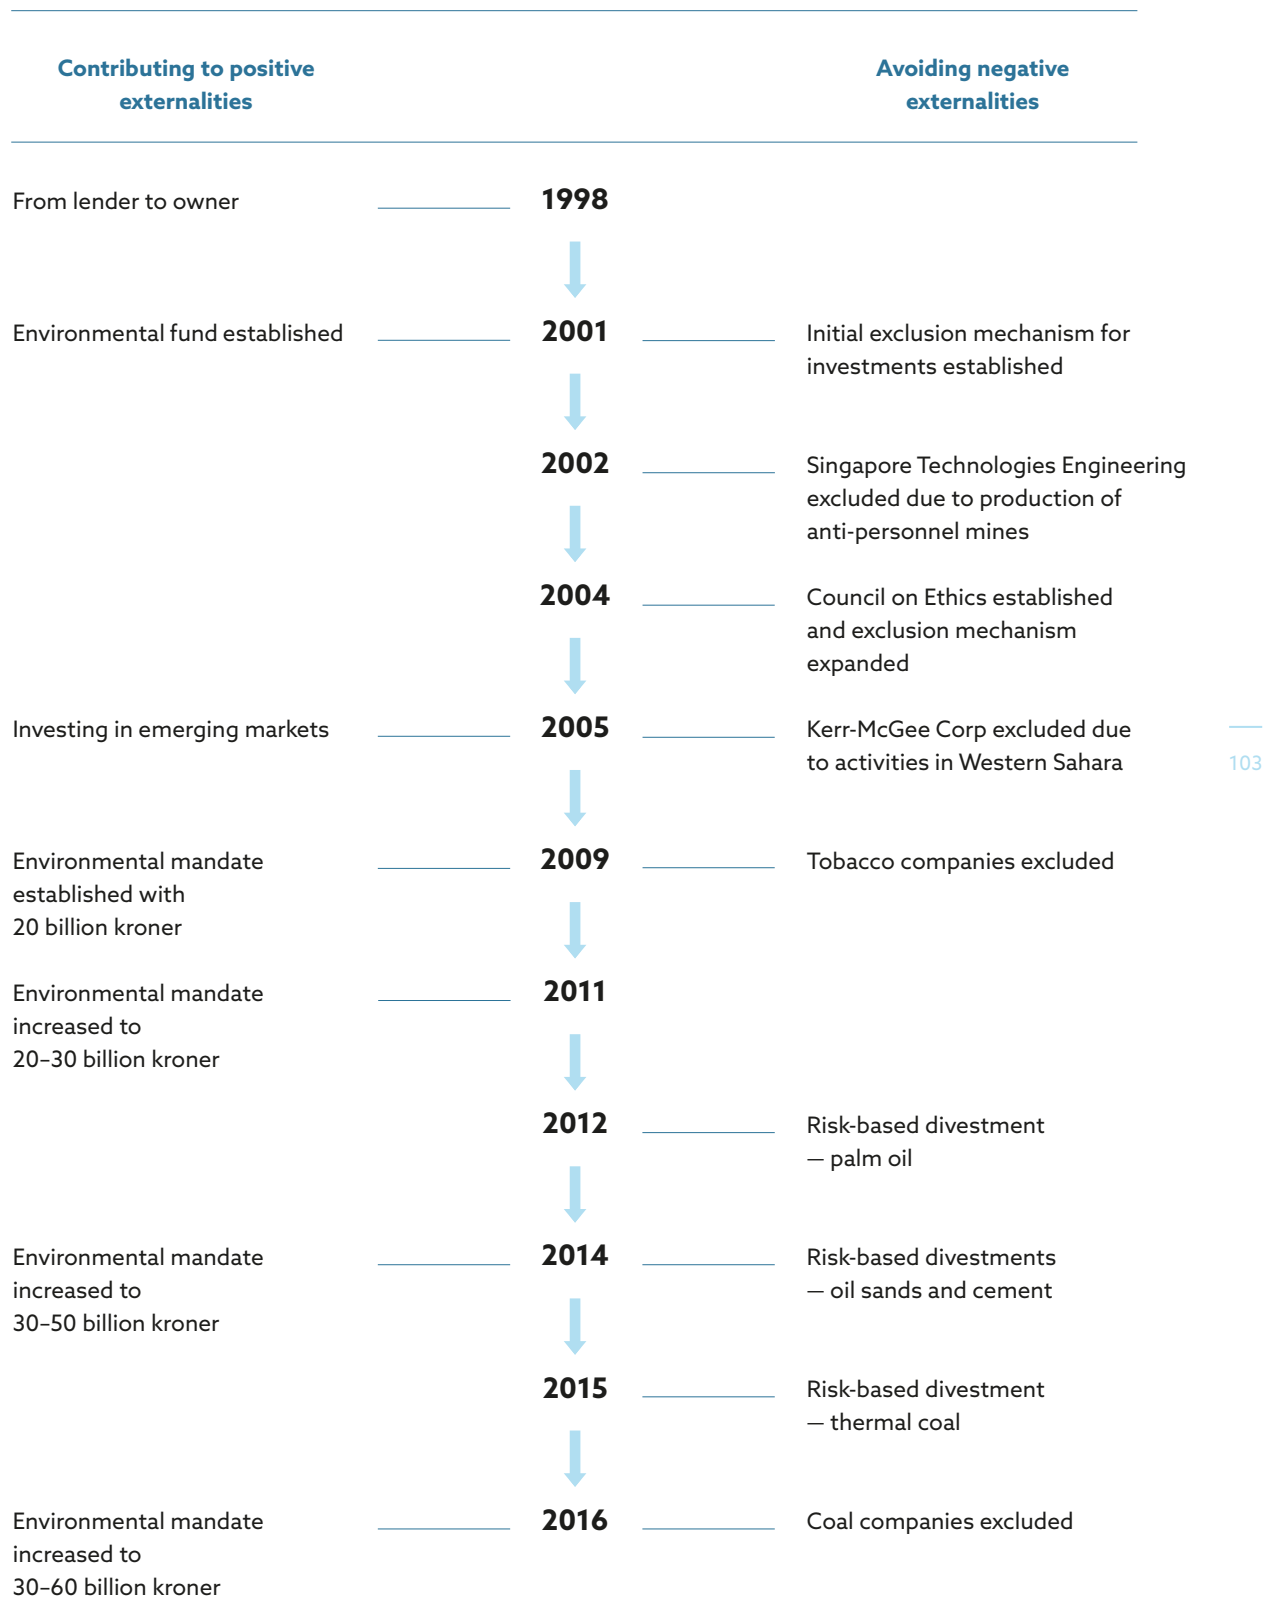 Contributing to positive
externalities
Avoiding negative
externalities
From lender to owner
1998
Environmental fund established
2001
Initial exclusion mechanism for
investments established
2002
Singapore Technologies Engineering
excluded due to production of
anti-personnel mines
2004
Council on Ethics established
and exclusion mechanism
expanded
Investing in emerging markets
2005
Kerr-McGee Corp excluded due
to activities in Western Sahara
103
Environmental mandate
established with
20 billion kroner
2009
Tobacco companies excluded
Environmental mandate
increased to
20–30 billion kroner
2011
2012
Risk-based divestment
— palm oil
Environmental mandate
increased to
30–50 billion kroner
2014
Risk-based divestments
— oil sands and cement
2015
Risk-based divestment
— thermal coal
Environmental mandate
increased to
30–60 billion kroner
2016
Coal companies excluded